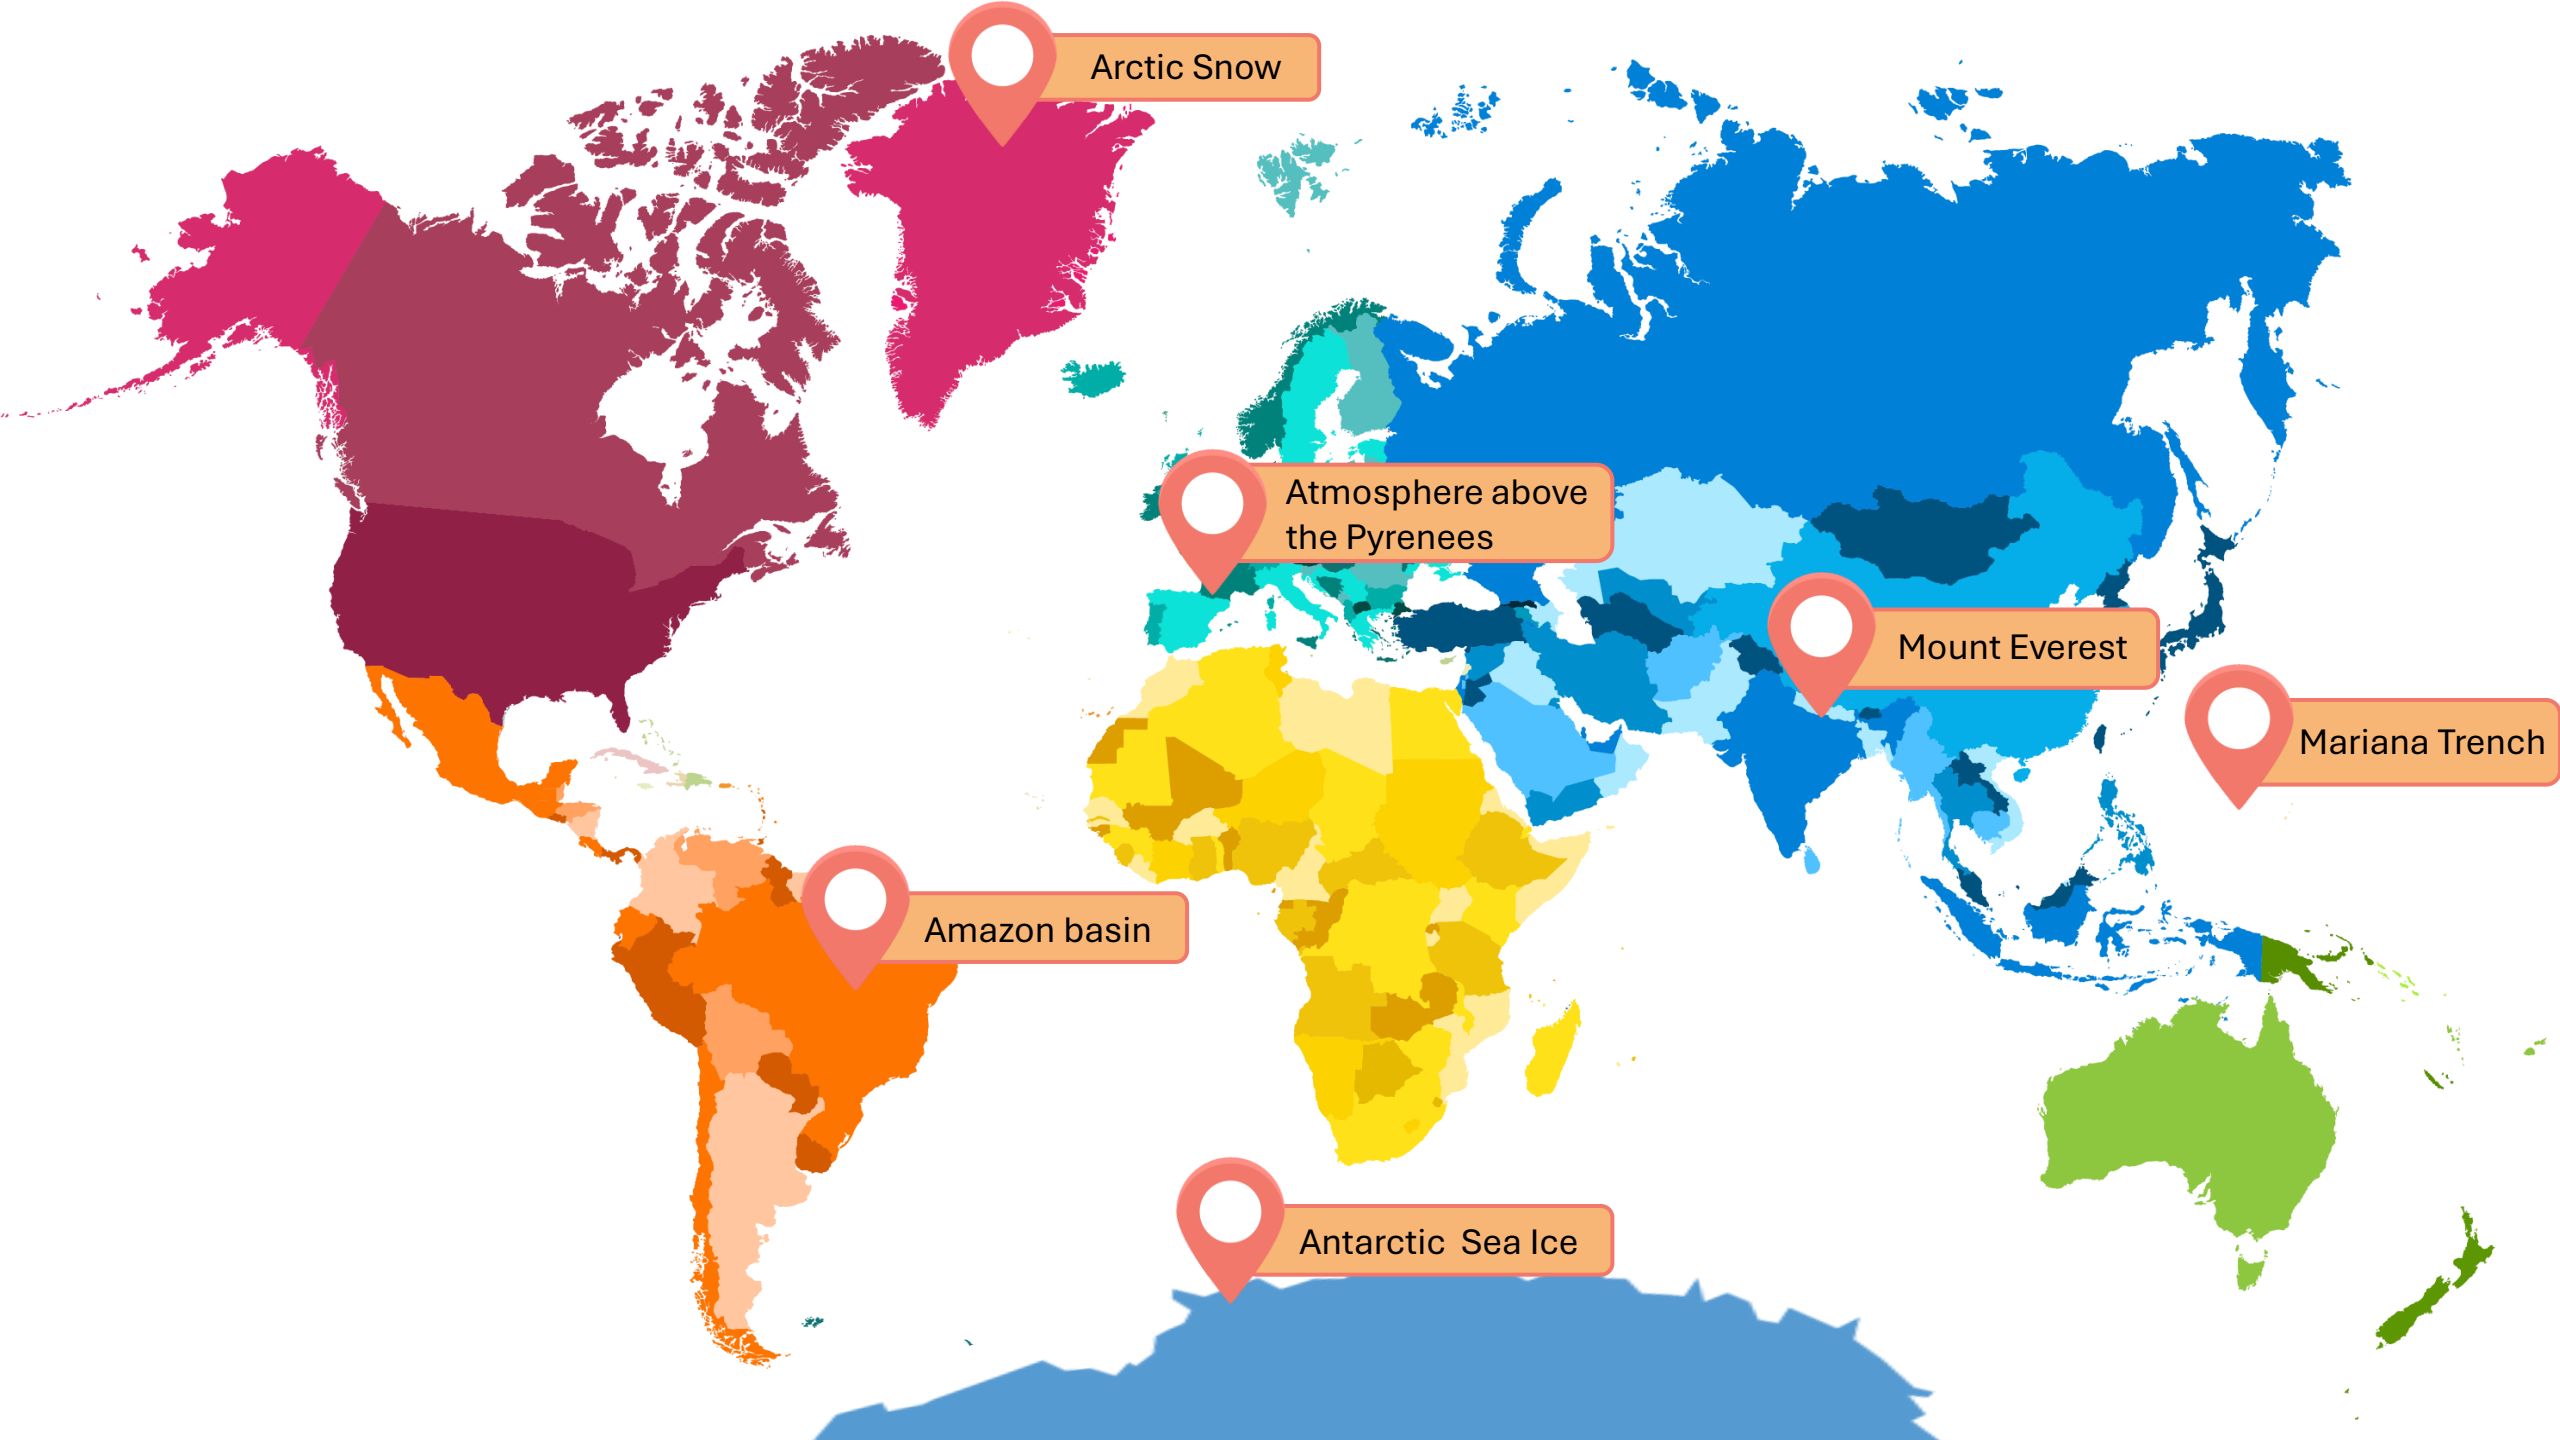 Arctic Snow
Atmosphere above
the Pyrenees
Mount Everest
Mariana Trench
Amazon basin
Antarctic  Sea Ice